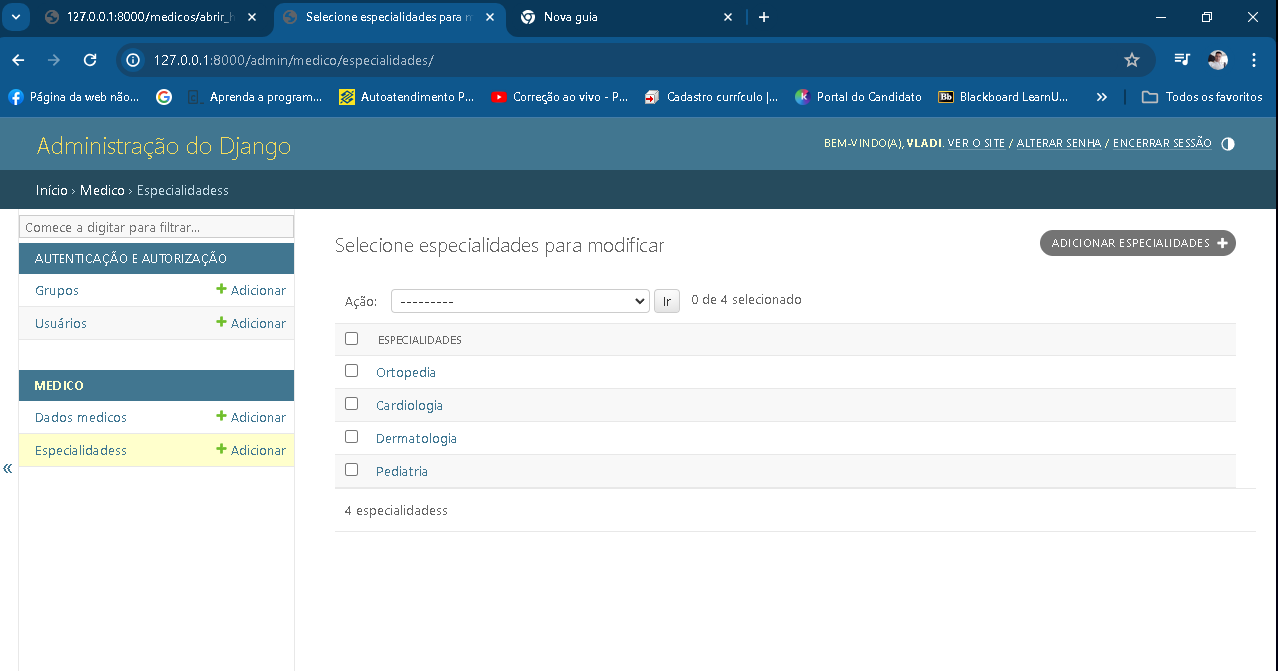 127.0.0.1:8000/medicos/abrir_h
Selecione especialidades para m
Nova guia
127.0.0.1:8000/admin/medico/especialidades/
Página da web não...
Aprenda a program...
Autoatendimento P...
Correção ao vivo - P...
Cadastro currículo |...
Portal do Candidato
Bb Blackboard LearnU...
Todos os favoritos
Administração do Django
BEM-VINDO(A), VLADI. VER O SITE / ALTERAR SENHA / ENCERRAR SESSÃO
Início › Medico › Especialidadess
Comece a digitar para filtrar...
AUTENTICAÇÃO E AUTORIZAÇÃO
Grupos + Adicionar
Usuários + Adicionar
MEDICO
Dados medicos + Adicionar
Especialidadess + Adicionar
«
Selecione especialidades para modificar
ADICIONAR ESPECIALIDADES +
Ação: --------- Ir 0 de 4 selecionado
ESPECIALIDADES
Ortopedia
Cardiologia
Dermatologia
Pediatria
4 especialidadess